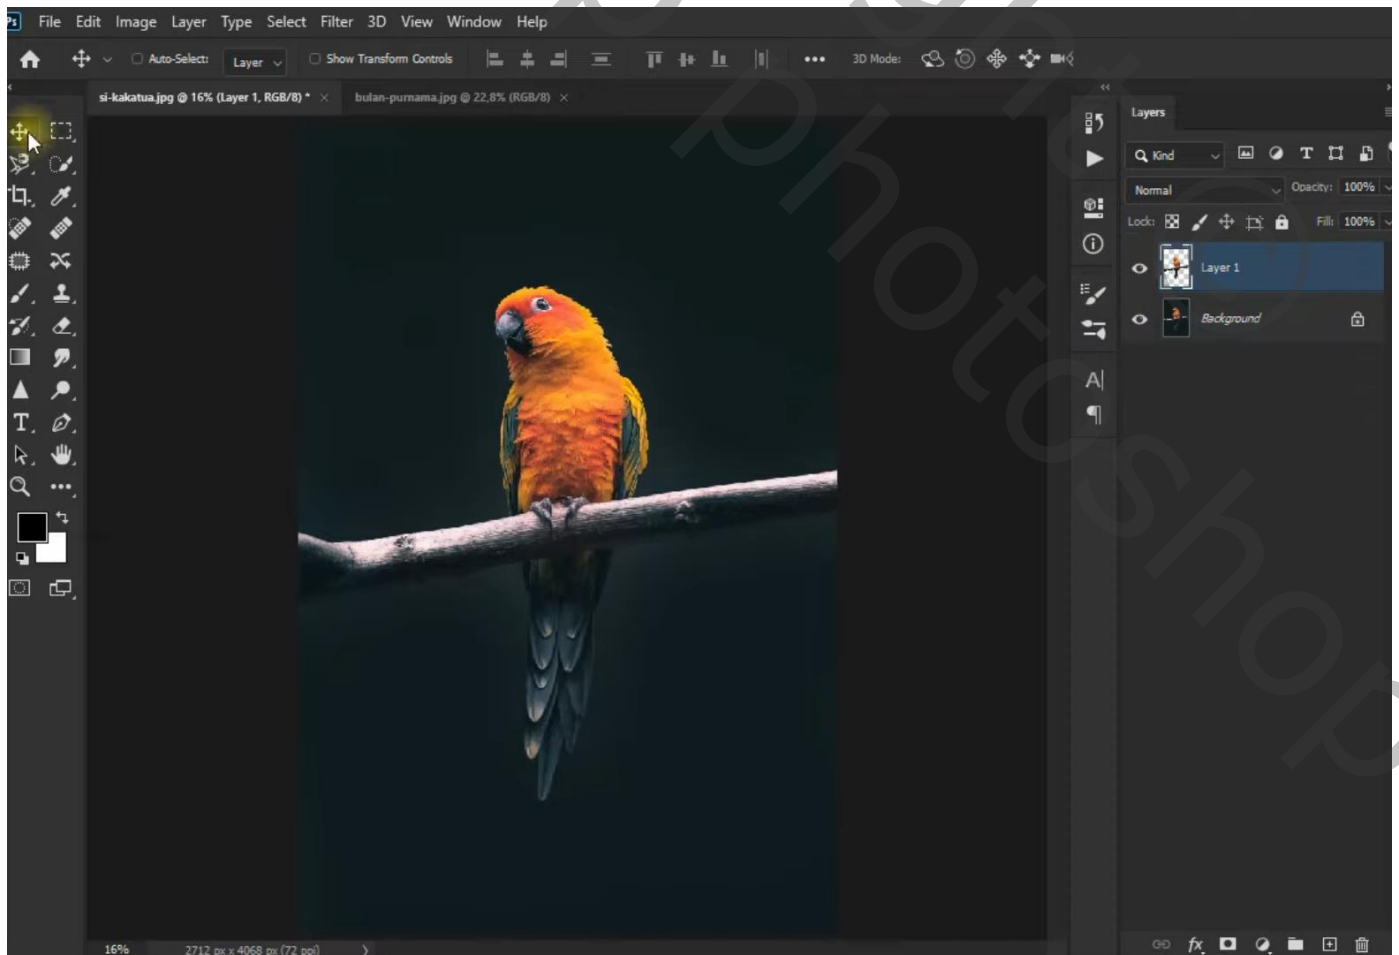 Ps File Edit Image Layer Type Select Filter 3D View Window Help
Auto-Select: Layer Show Transform Controls 3D Mode:
si-kakatua.jpg @ 16% (Layer 1, RGB/8) * × bulan-purnama.jpg @ 22,8% (RGB/8) ×
Layers
Kind
Normal Opacity: 100%
Lock: Fill: 100%
Layer 1
Background
16% 2712 px x 4068 px (72 ppi)
photoshop